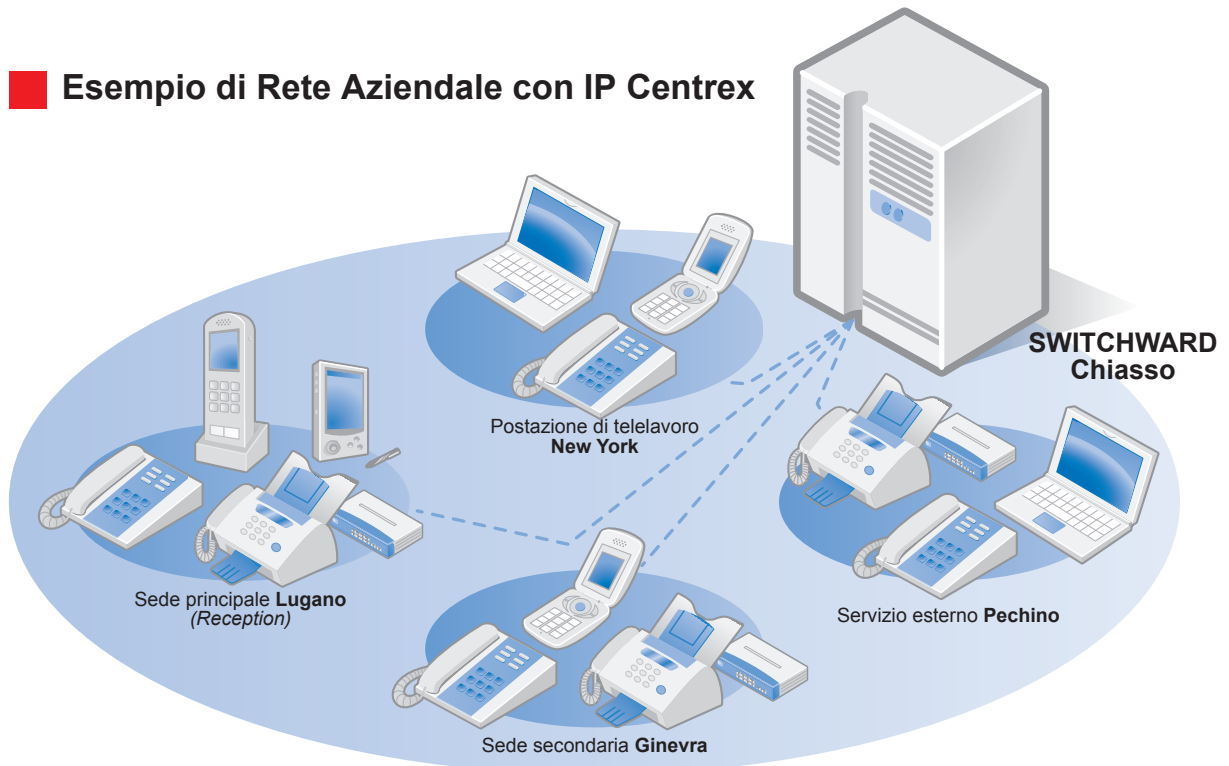 Esempio di Rete Aziendale con IP Centrex
SWITCHWARD
Chiasso
Postazione di telelavoro
New York
Sede principale Lugano
(Reception)
Servizio esterno Pechino
Sede secondaria Ginevra